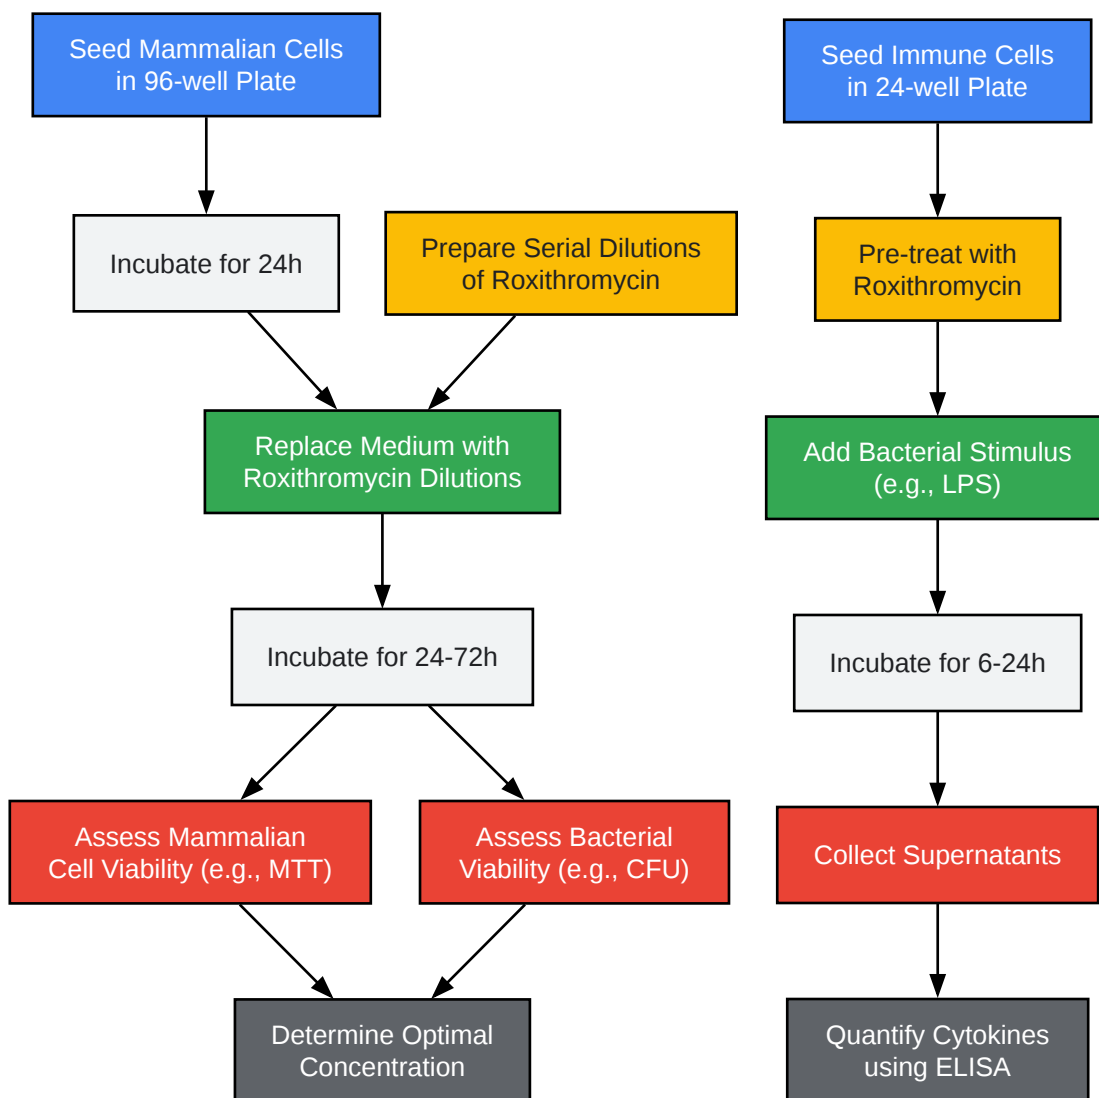 Seed Mammalian Cells
in 96-well Plate
Incubate for 24h
Prepare Serial Dilutions
of Roxithromycin
Replace Medium with
Roxithromycin Dilutions
Incubate for 24-72h
Assess Mammalian
Cell Viability (e.g., MTT)
Assess Bacterial
Viability (e.g., CFU)
Determine Optimal
Concentration
Seed Immune Cells
in 24-well Plate
Pre-treat with
Roxithromycin
Add Bacterial Stimulus
(e.g., LPS)
Incubate for 6-24h
Collect Supernatants
Quantify Cytokines
using ELISA